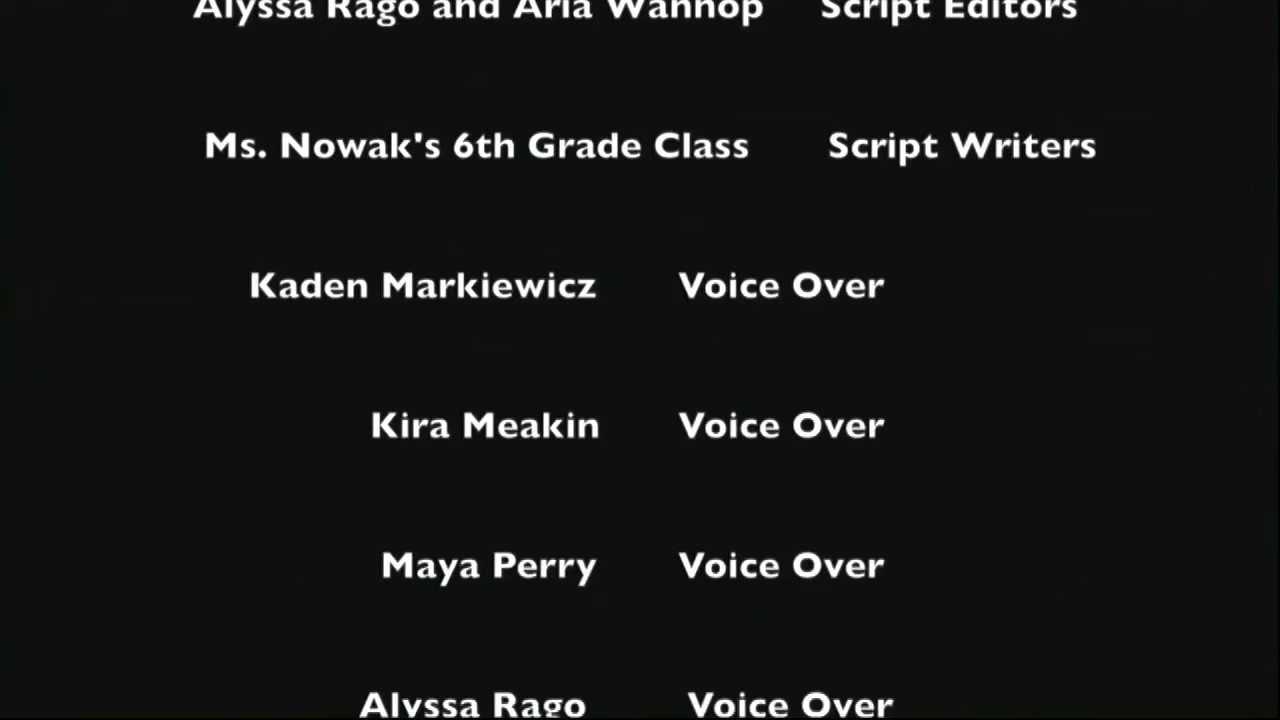 Alyssa Rago and Aria Wannop Script Editors
Ms. Nowak's 6th Grade Class Script Writers
Kaden Markiewicz Voice Over
Kira Meakin Voice Over
Maya Perry Voice Over
Alyssa Rago Voice Over